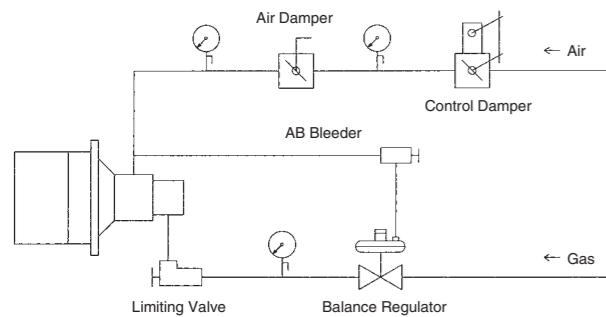 Air Damper
← Air
Control Damper
AB Bleeder
← Gas
Limiting Valve
Balance Regulator